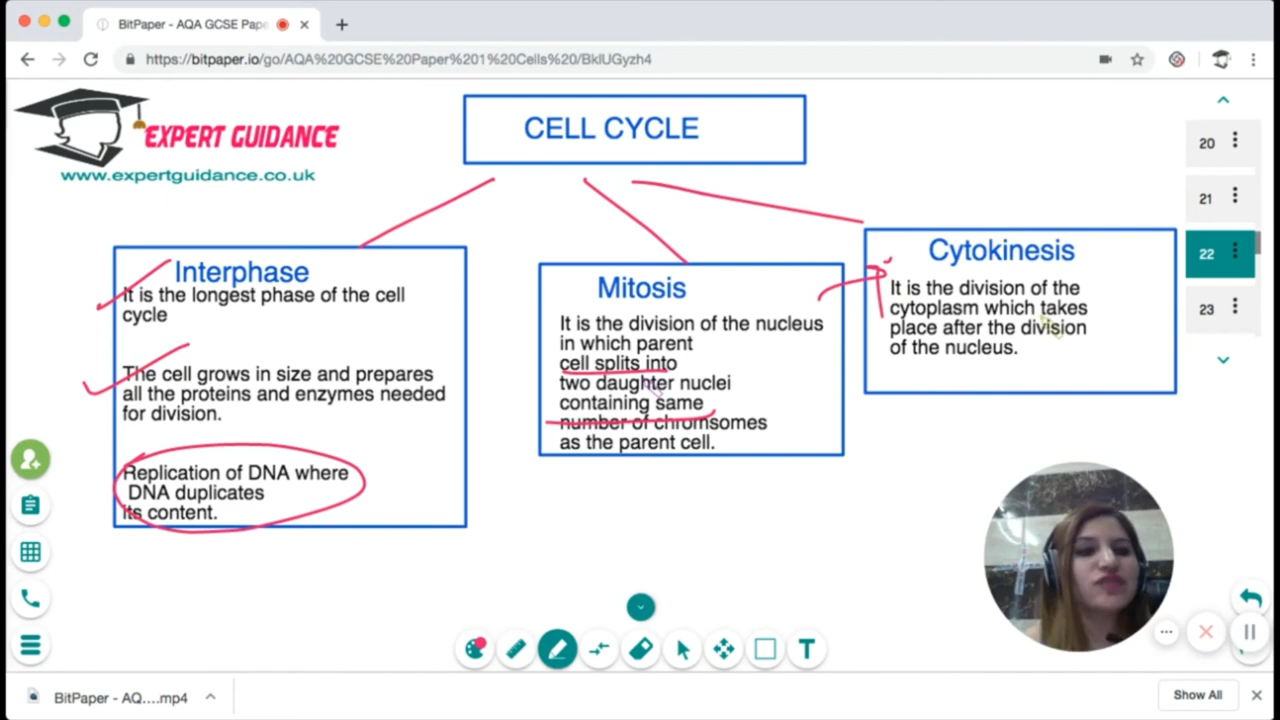 BitPaper - AQA GCSE Pape
https://bitpaper.io/go/AQA%20GCSE%20Paper%201%20Cells%20/BklUGyzh4
EXPERT GUIDANCE
www.expertguidance.co.uk
CELL CYCLE
20
21
22
23
Interphase
It is the longest phase of the cell
cycle
The cell grows in size and prepares
all the proteins and enzymes needed
for division.
Replication of DNA where
DNA duplicates
its content.
Mitosis
It is the division of the nucleus
in which parent
cell splits into
two daughter nuclei
containing same
number of chromsomes
as the parent cell.
Cytokinesis
It is the division of the
cytoplasm which takes
place after the division
of the nucleus.
T
BitPaper - AQ....mp4
Show All